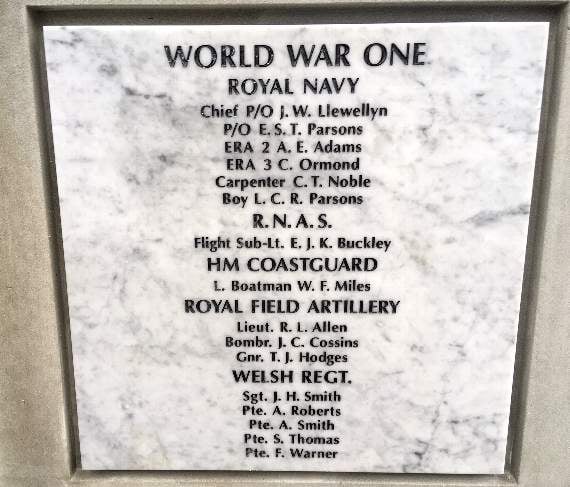 WORLD WAR ONE
ROYAL NAVY
Chief P/O J. W. Llewellyn
P/O E. S. T. Parsons
ERA 2 A. E. Adams
ERA 3 C. Ormond
Carpenter C. T. Noble
Boy L. C. R. Parsons
R. N. A. S.
Flight Sub-Lt. E. J. K. Buckley
HM COASTGUARD
L. Boatman W. F. Miles
ROYAL FIELD ARTILLERY
Lieut. R. L. Allen
Bombr. J. C. Cossins
Gnr. T. J. Hodges
WELSH REGT.
Sgt. J. H. Smith
Pte. A. Roberts
Pte. A. Smith
Pte. S. Thomas
Pte. F. Warner